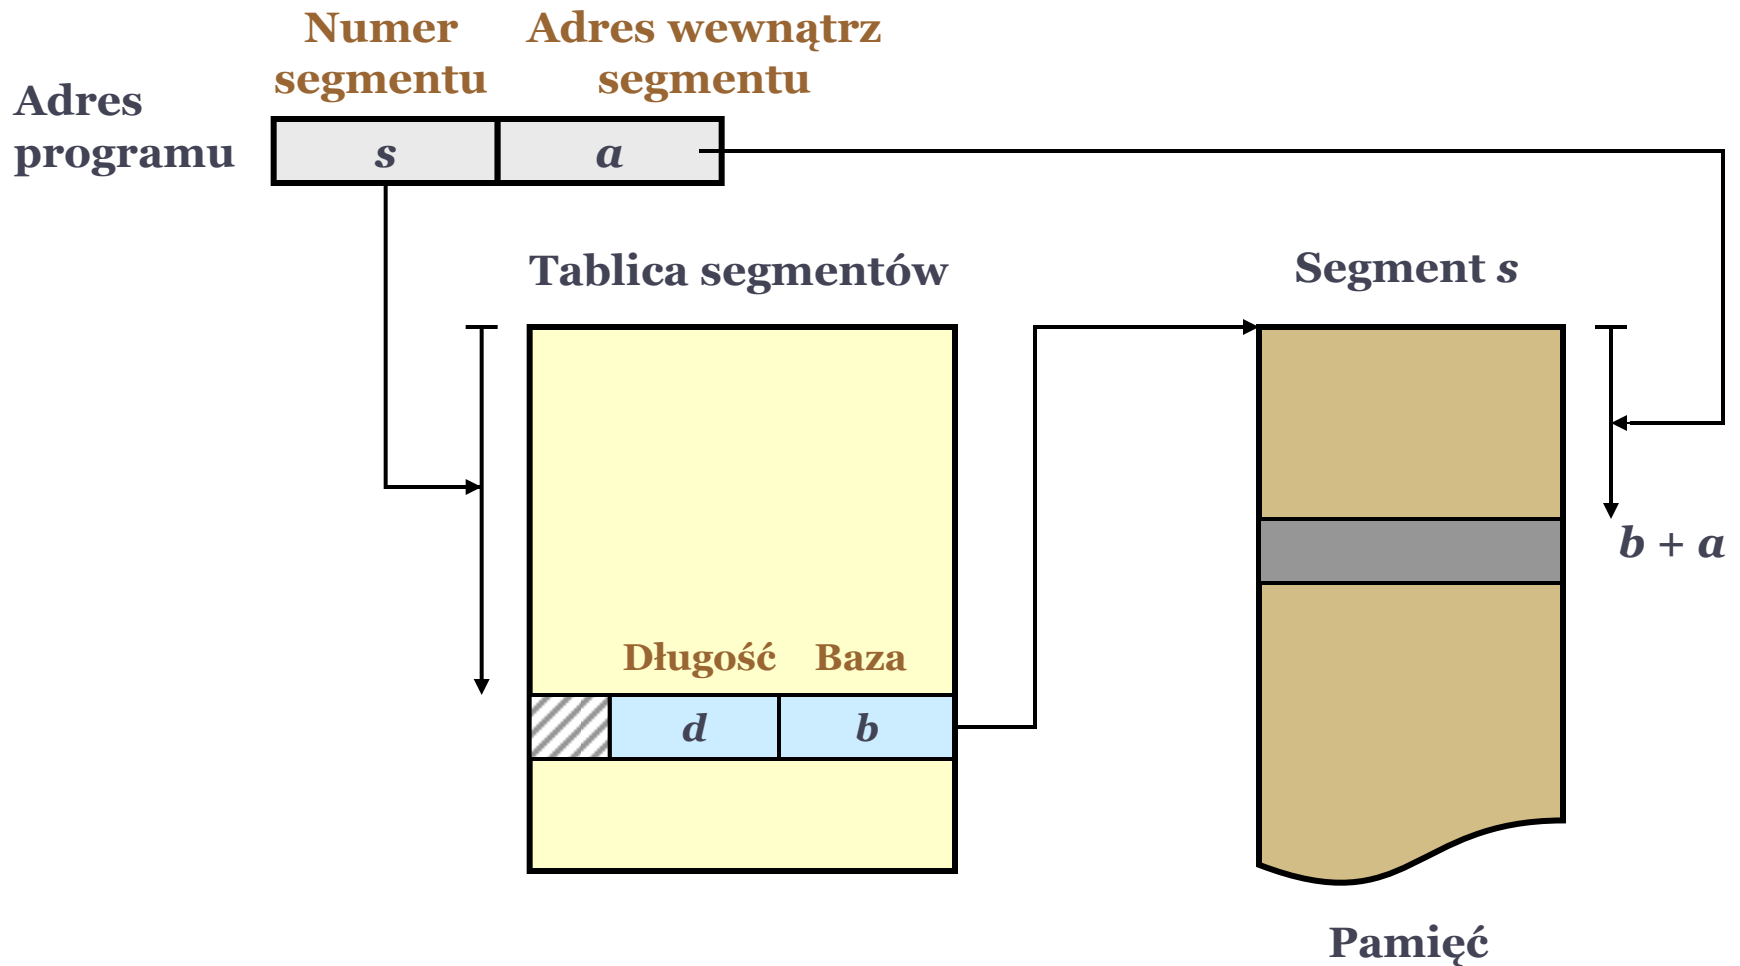 Numer
segmentu
Adres wewnątrz
segmentu
Adres
programu
s
a
Tablica segmentów
Segment s
b + a
Długość
Baza
d
b
Pamięć